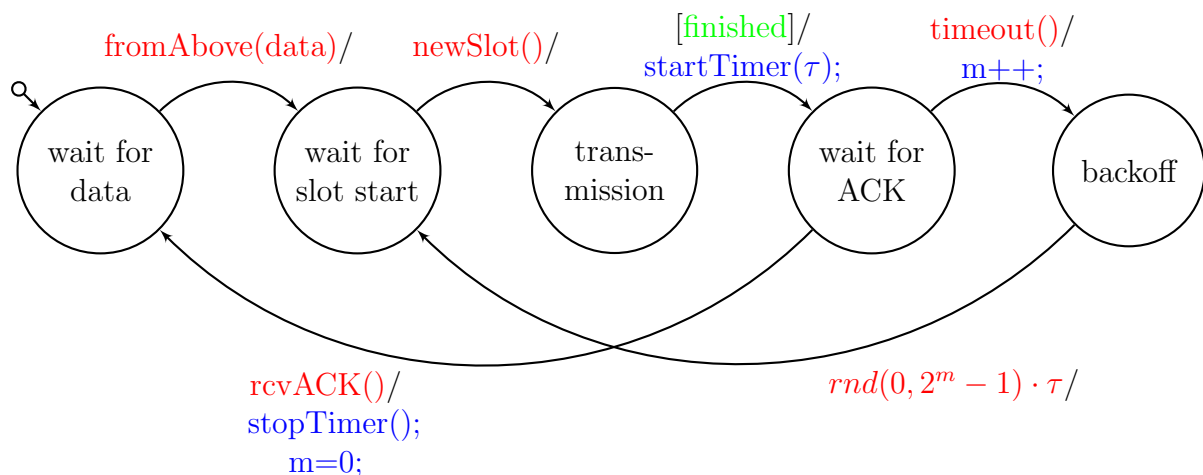 fromAbove(data)/
newSlot()/
[finished]/
startTimer(τ);
timeout()/
m++;
wait for
data
wait for
slot start
trans-
mission
wait for
ACK
backoff
rcvACK()/
stopTimer();
m=0;
rnd(0, 2^m − 1) · τ/